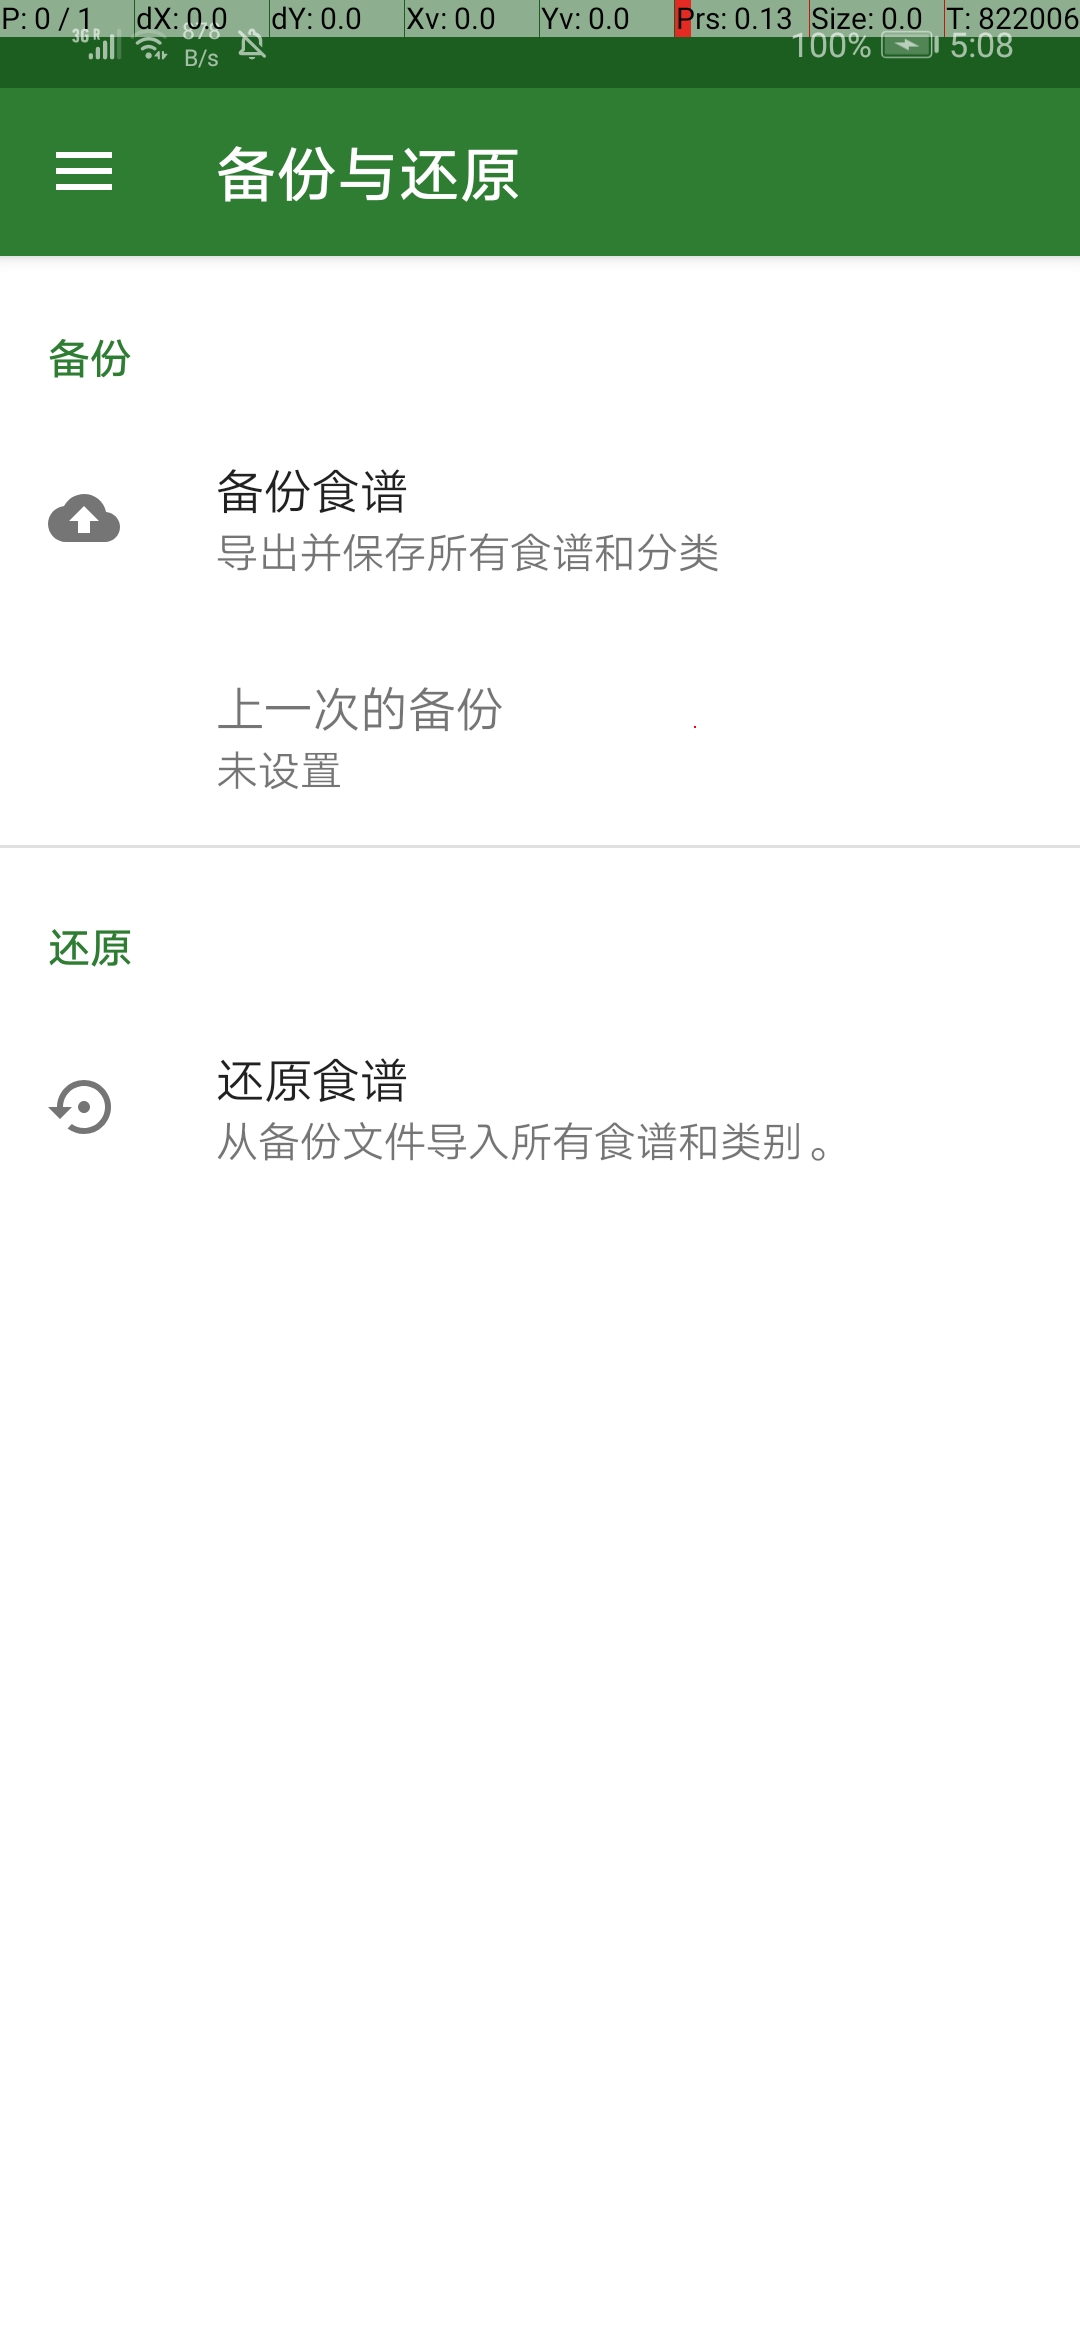 P: 0 / 1 dX: 0.0 dY: 0.0 Xv: 0.0 Yv: 0.0 Prs: 0.13 Size: 0.0 T: 822006
3G R 878 B/s 100% 5:08
备份与还原
备份
备份食谱
导出并保存所有食谱和分类
上一次的备份
未设置
还原
还原食谱
从备份文件导入所有食谱和类别。